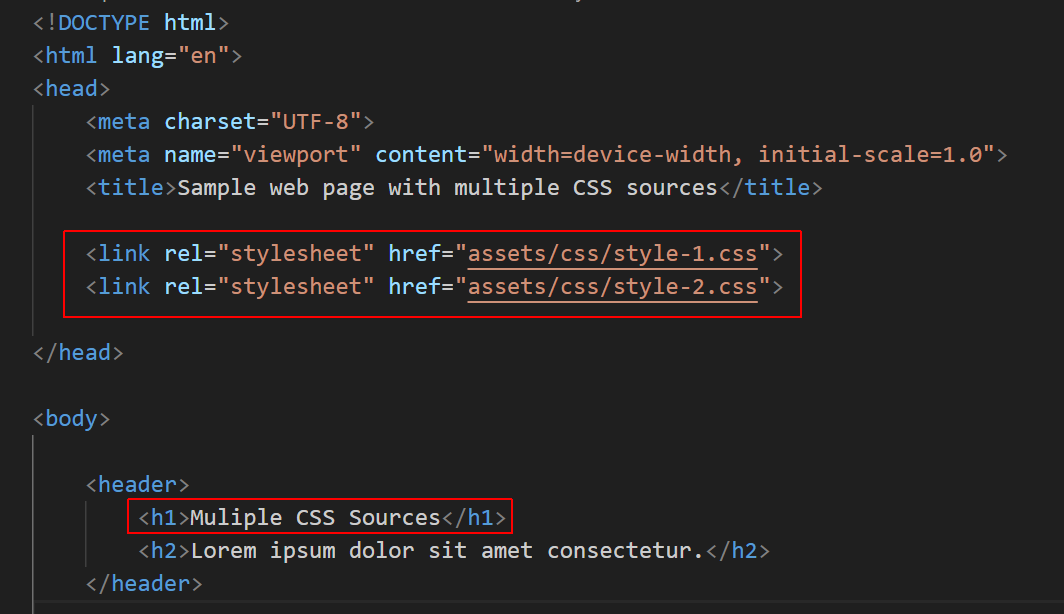 <!DOCTYPE html>
<html lang="en">
<head>
    <meta charset="UTF-8">
    <meta name="viewport" content="width=device-width, initial-scale=1.0">
    <title>Sample web page with multiple CSS sources</title>
    <link rel="stylesheet" href="assets/css/style-1.css">
    <link rel="stylesheet" href="assets/css/style-2.css">
</head>
<body>
    <header>
        <h1>Muliple CSS Sources</h1>
        <h2>Lorem ipsum dolor sit amet consectetur.</h2>
    </header>